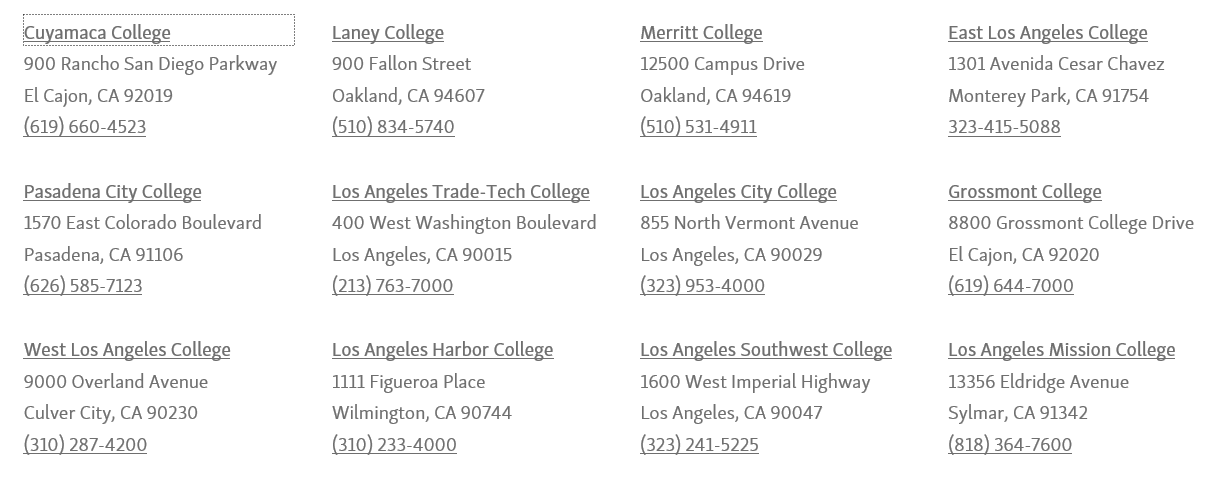 Cuyamaca College
900 Rancho San Diego Parkway
El Cajon, CA 92019
(619) 660-4523
Laney College
900 Fallon Street
Oakland, CA 94607
(510) 834-5740
Merritt College
12500 Campus Drive
Oakland, CA 94619
(510) 531-4911
East Los Angeles College
1301 Avenida Cesar Chavez
Monterey Park, CA 91754
323-415-5088
Pasadena City College
1570 East Colorado Boulevard
Pasadena, CA 91106
(626) 585-7123
Los Angeles Trade-Tech College
400 West Washington Boulevard
Los Angeles, CA 90015
(213) 763-7000
Los Angeles City College
855 North Vermont Avenue
Los Angeles, CA 90029
(323) 953-4000
Grossmont College
8800 Grossmont College Drive
El Cajon, CA 92020
(619) 644-7000
West Los Angeles College
9000 Overland Avenue
Culver City, CA 90230
(310) 287-4200
Los Angeles Harbor College
1111 Figueroa Place
Wilmington, CA 90744
(310) 233-4000
Los Angeles Southwest College
1600 West Imperial Highway
Los Angeles, CA 90047
(323) 241-5225
Los Angeles Mission College
13356 Eldridge Avenue
Sylmar, CA 91342
(818) 364-7600